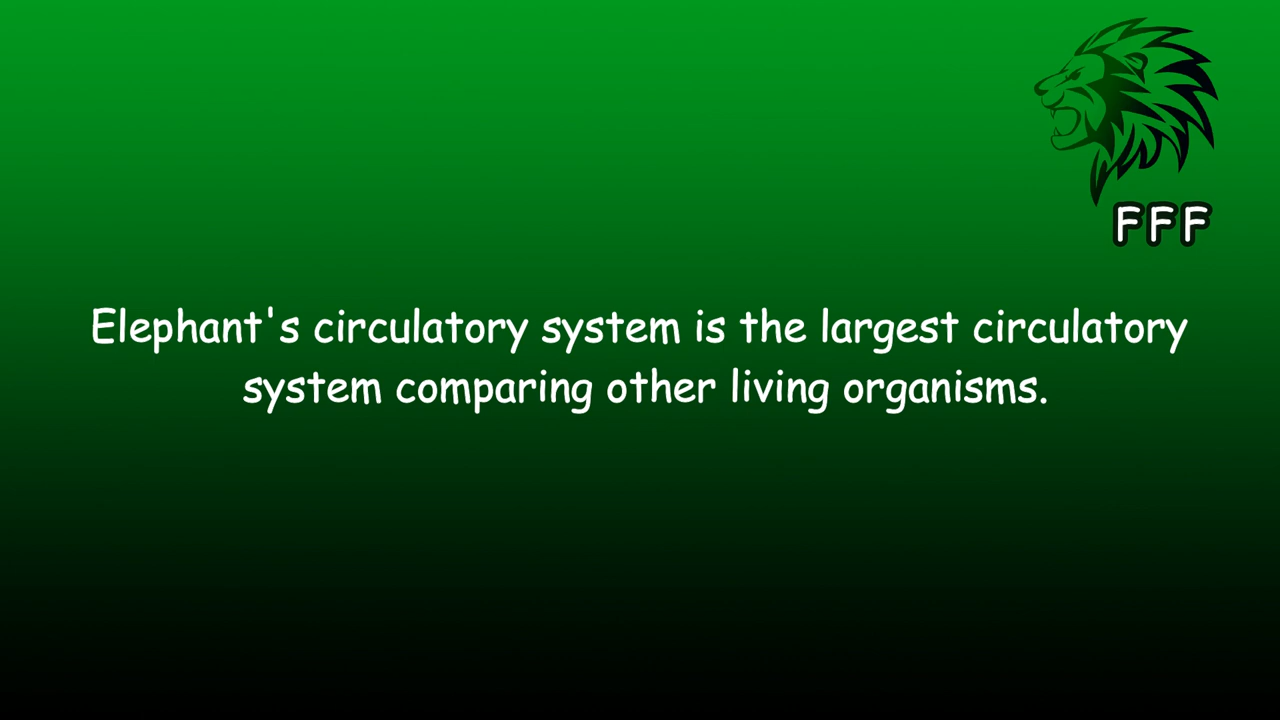 FFF
Elephant's circulatory system is the largest circulatory
system comparing other living organisms.